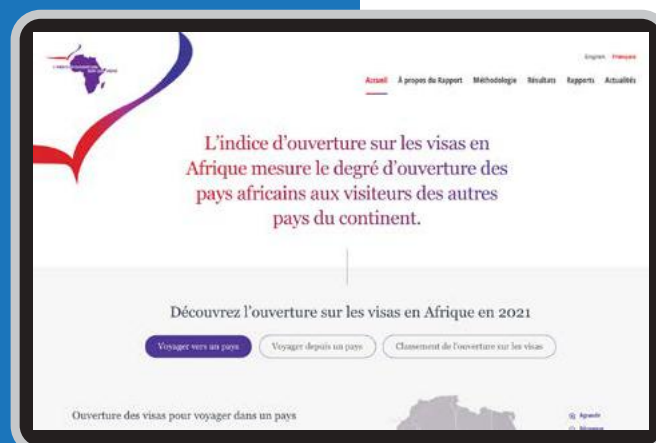 English Français
Accueil À propos du Rapport Méthodologie Résultats Rapports Actualités
L'indice d'ouverture sur les visas en
Afrique mesure le degré d'ouverture des
pays africains aux visiteurs des autres
pays du continent.
Découvrez l'ouverture sur les visas en Afrique en 2021
Voyager vers un pays Voyager depuis un pays Classement de l'ouverture sur les visas
Ouverture des visas pour voyager dans un pays
Agrandir